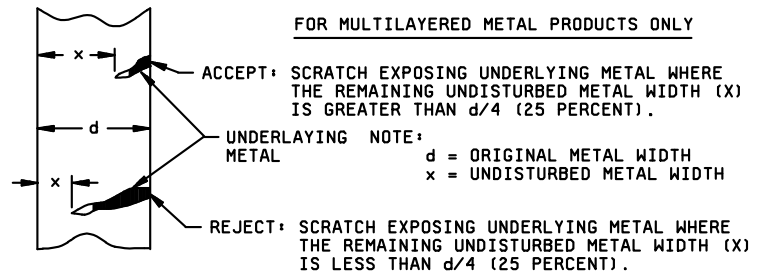 FOR MULTILAYERED METAL PRODUCTS ONLY
x
ACCEPT: SCRATCH EXPOSING UNDERLYING METAL WHERE
THE REMAINING UNDISTURBED METAL WIDTH (X)
IS GREATER THAN d/4 (25 PERCENT).
d
UNDERLAYING NOTE:
METAL
d = ORIGINAL METAL WIDTH
x = UNDISTURBED METAL WIDTH
x
REJECT: SCRATCH EXPOSING UNDERLYING METAL WHERE
THE REMAINING UNDISTURBED METAL WIDTH (X)
IS LESS THAN d/4 (25 PERCENT).